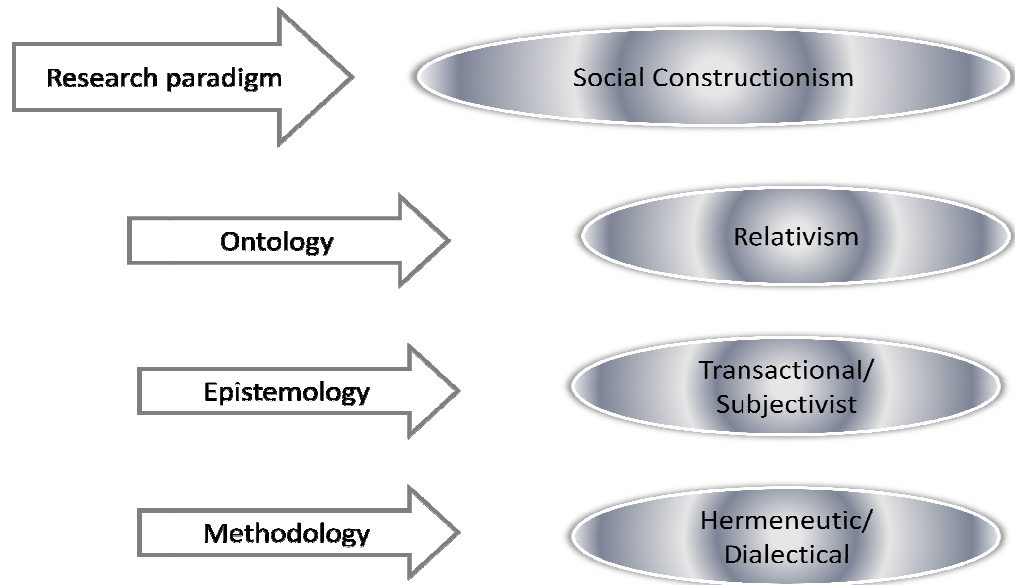 Research paradigm
Social Constructionism
Ontology
Relativism
Epistemology
Transactional/
Subjectivist
Methodology
Hermeneutic/
Dialectical